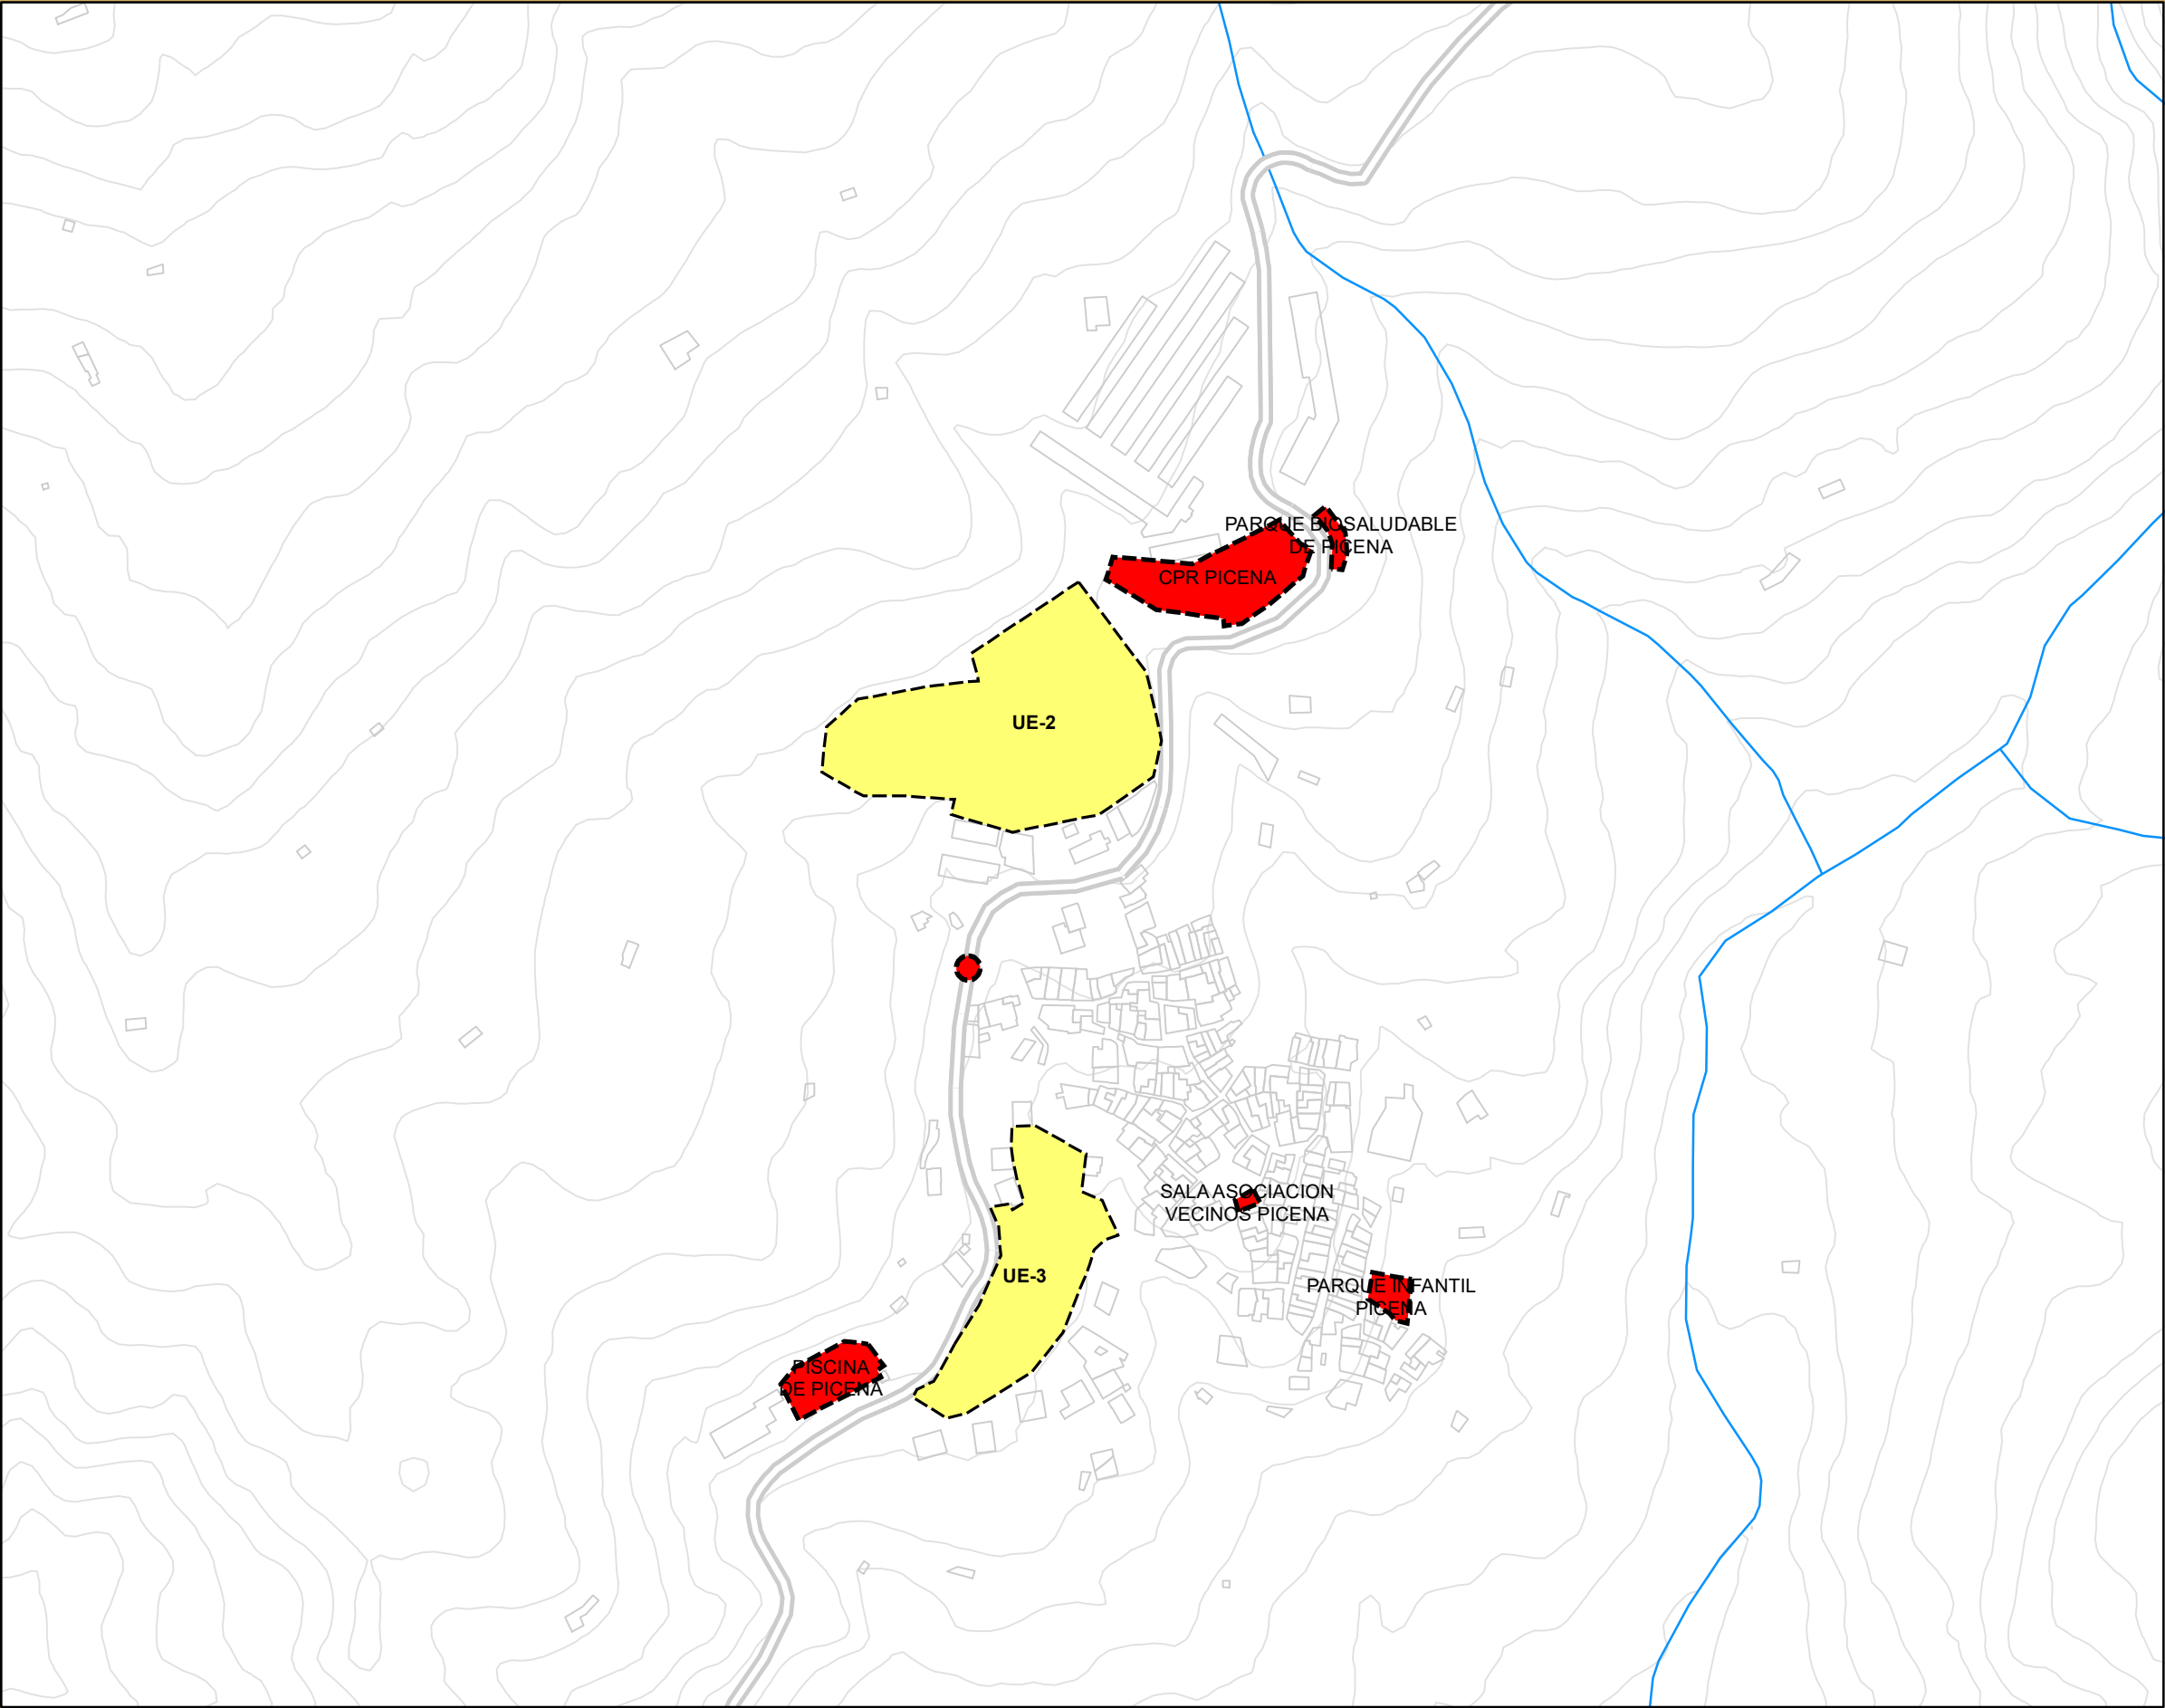 PARQUE BIOSALUDABLE
DE PICENA
CPR PICENA
UE-2
SALA ASOCIACION
VECINOS PICENA
UE-3
PARQUE INFANTIL
PICENA
PISCINA
DE PICENA